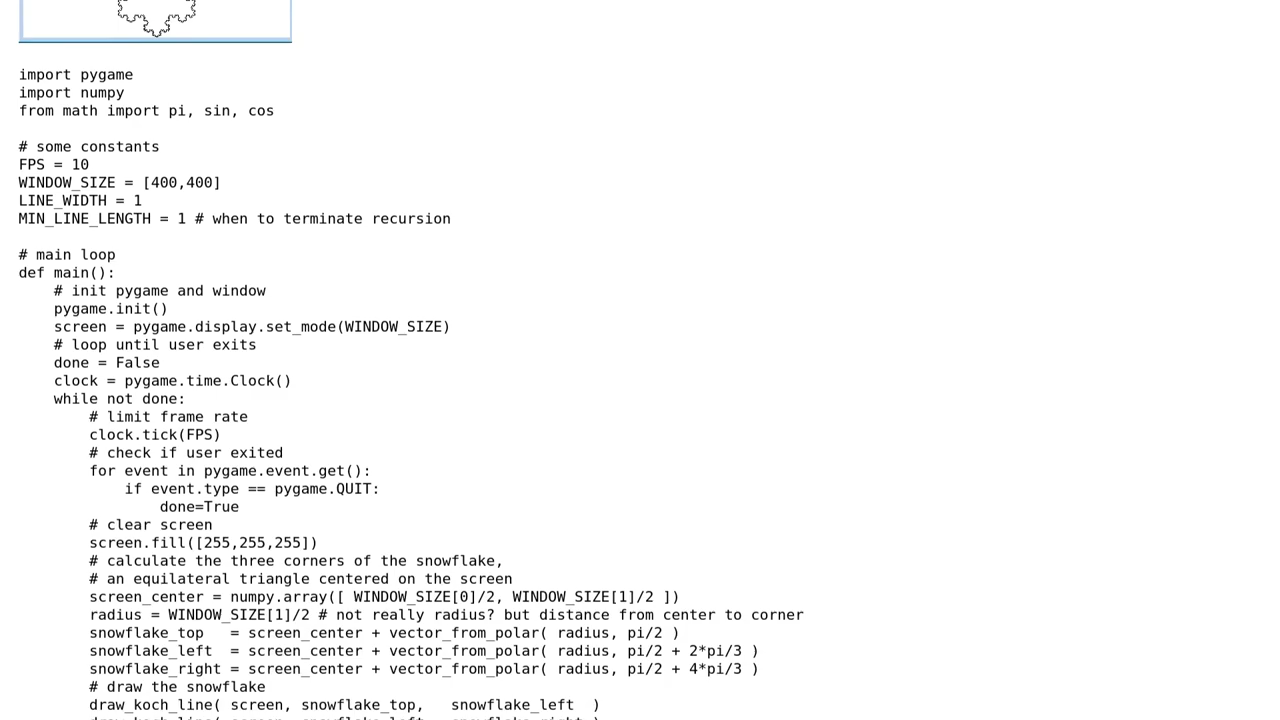 import pygame
import numpy
from math import pi, sin, cos

# some constants
FPS = 10
WINDOW_SIZE = [400,400]
LINE_WIDTH = 1
MIN_LINE_LENGTH = 1 # when to terminate recursion

# main loop
def main():
    # init pygame and window
    pygame.init()
    screen = pygame.display.set_mode(WINDOW_SIZE)
    # loop until user exits
    done = False
    clock = pygame.time.Clock()
    while not done:
        # limit frame rate
        clock.tick(FPS)
        # check if user exited
        for event in pygame.event.get():
            if event.type == pygame.QUIT:
                done=True
        # clear screen
        screen.fill([255,255,255])
        # calculate the three corners of the snowflake,
        # an equilateral triangle centered on the screen
        screen_center = numpy.array([ WINDOW_SIZE[0]/2, WINDOW_SIZE[1]/2 ])
        radius = WINDOW_SIZE[1]/2 # not really radius? but distance from center to corner
        snowflake_top   = screen_center + vector_from_polar( radius, pi/2 )
        snowflake_left  = screen_center + vector_from_polar( radius, pi/2 + 2*pi/3 )
        snowflake_right = screen_center + vector_from_polar( radius, pi/2 + 4*pi/3 )
        # draw the snowflake
        draw_koch_line( screen, snowflake_top,   snowflake_left  )